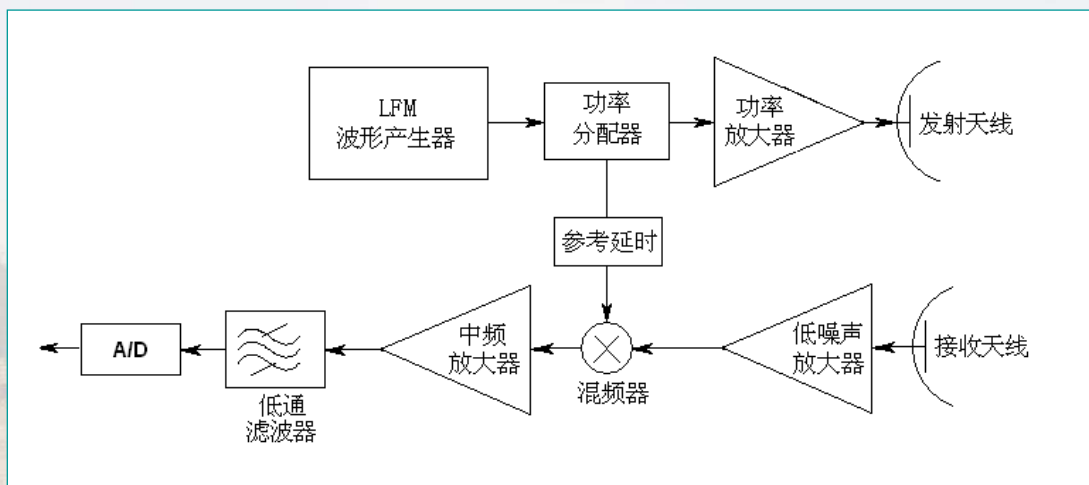 LFM
波形产生器
功率
分配器
功率
放大器
发射天线
参考延时
A/D
低通
滤波器
中频
放大器
混频器
低噪声
放大器
接收天线